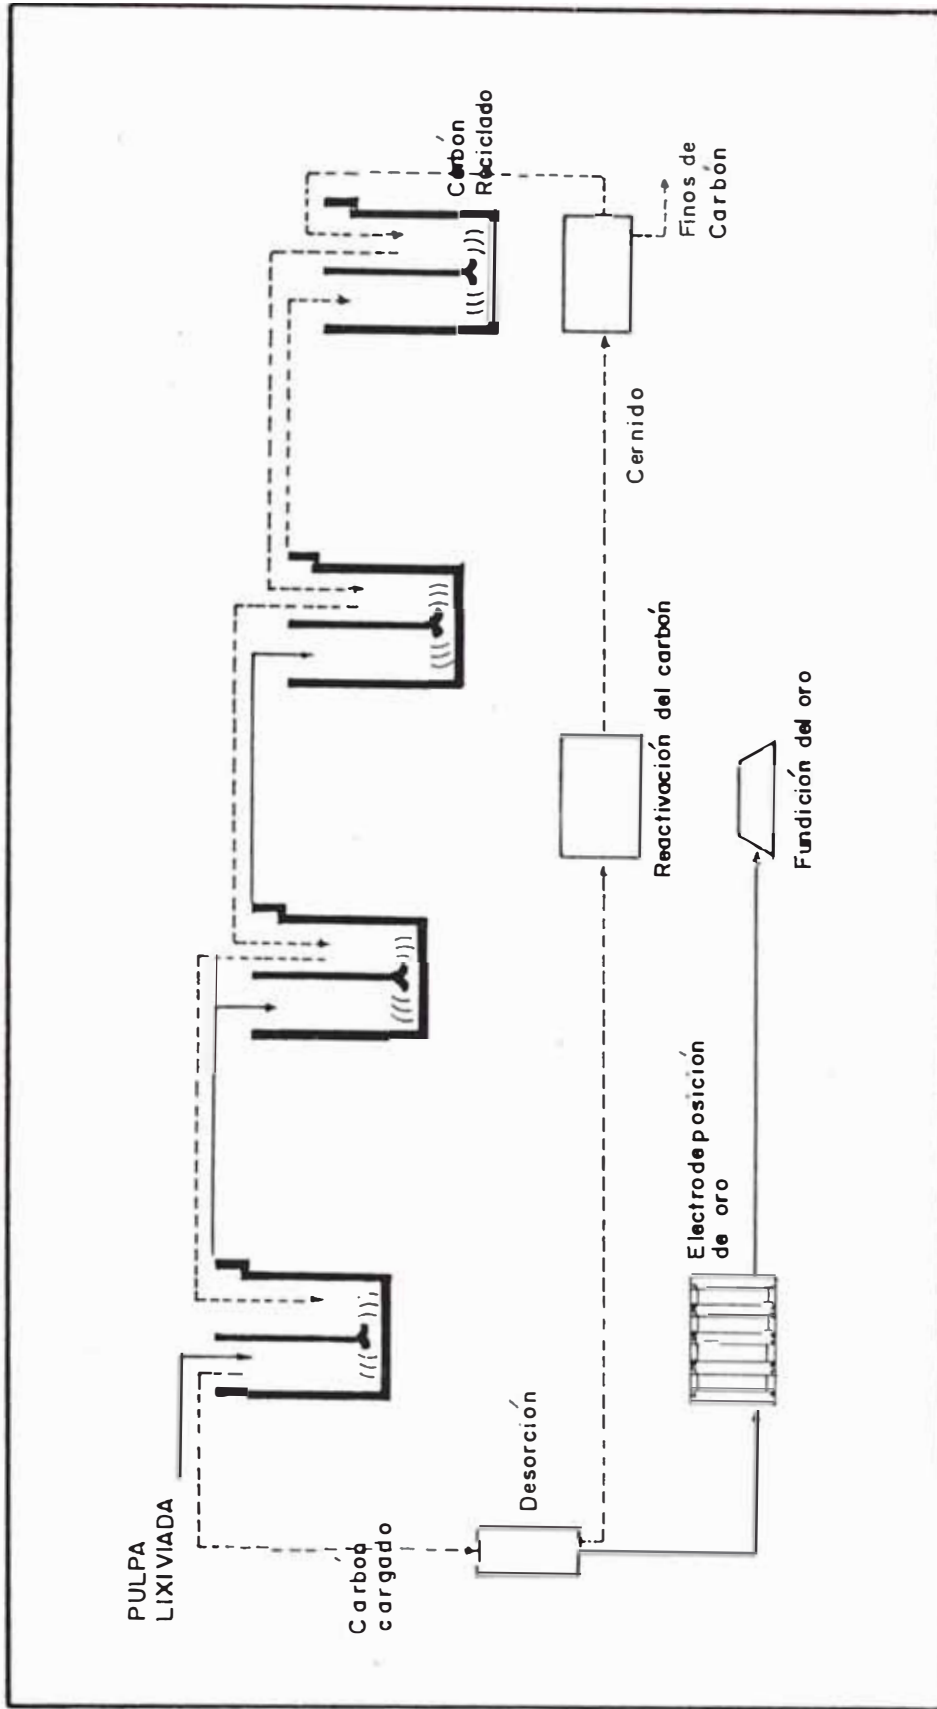 PULPA
LIXIVIADA
Carbón
cargado
Desorción
Electrodeposición
de oro
Fundición del oro
Reactivación del carbón
Cernido
Carbón
Reciclado
Finos de
Carbón